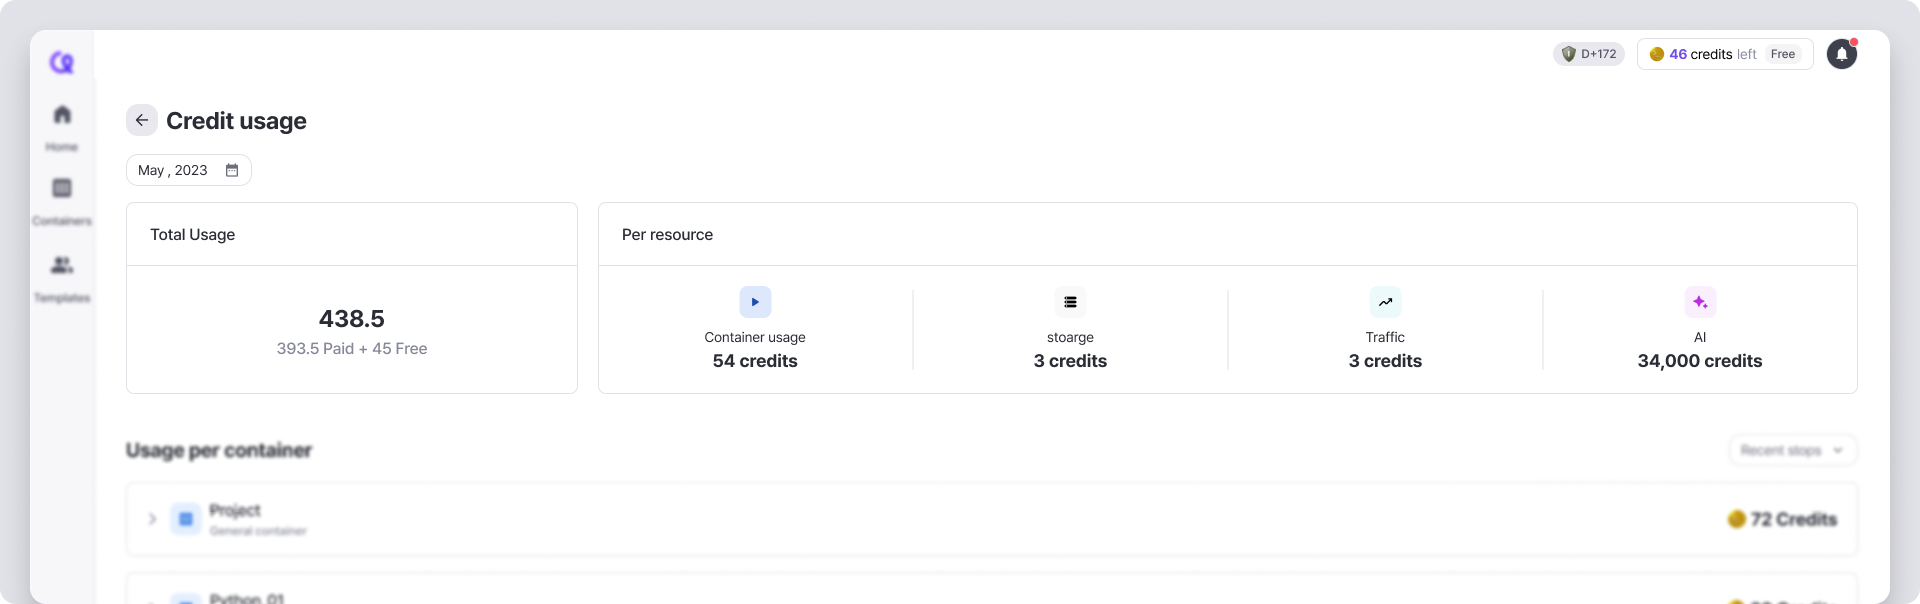 D+172
46 credits left Free
Home
Containers
Templates
Credit usage
May , 2023
Total Usage
438.5
393.5 Paid + 45 Free
Per resource
Container usage
54 credits
stoarge
3 credits
Traffic
3 credits
AI
34,000 credits
Usage per container
Recent stops
Project
General container
72 Credits
Python_01